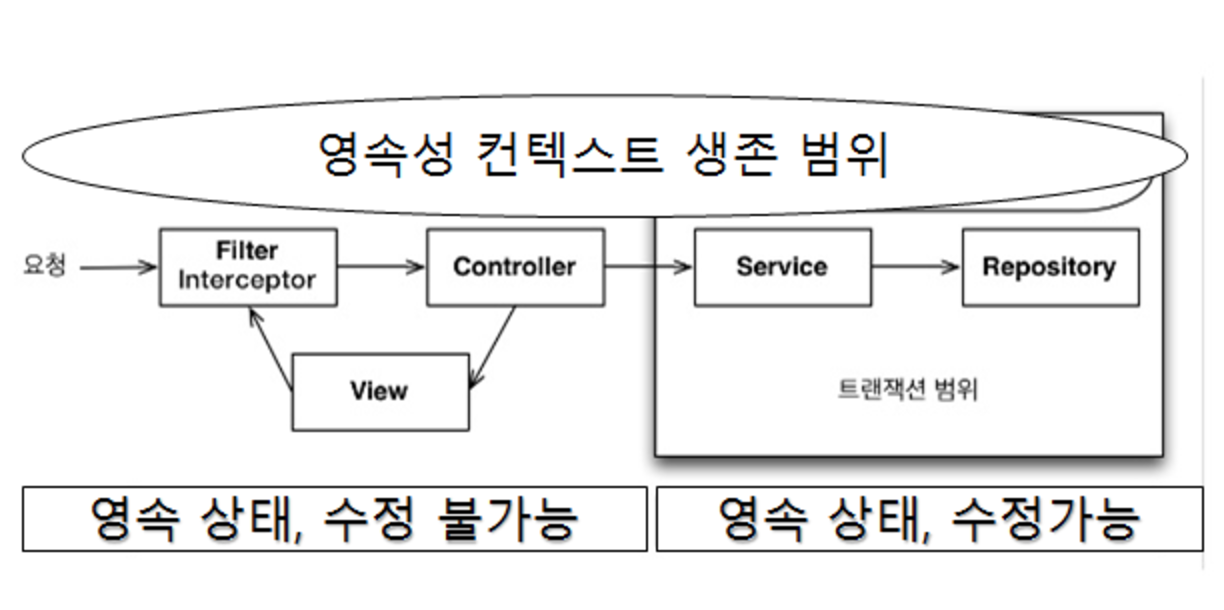 영속성 컨텍스트 생존 범위
요청
Filter
Interceptor
Controller
Service
Repository
View
트랜잭션 범위
영속 상태, 수정 불가능
영속 상태, 수정가능